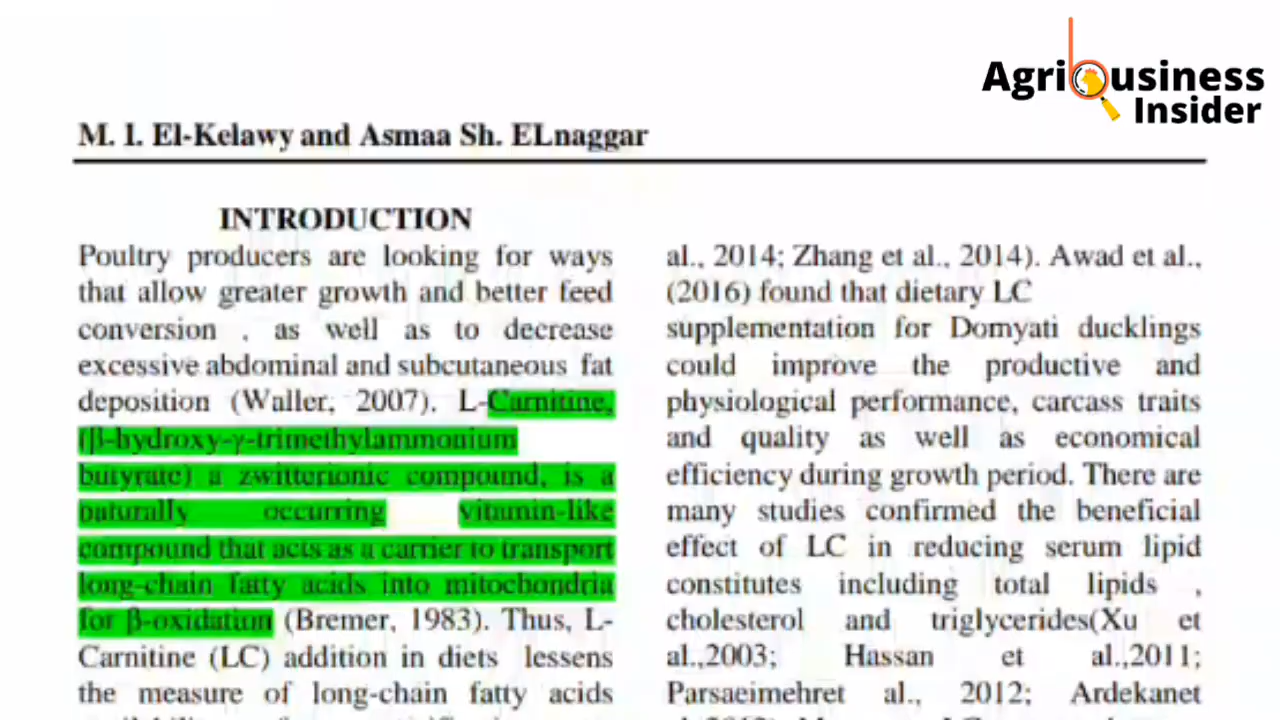 Agribusiness
Insider
M. I. El-Kelawy and Asmaa Sh. ELnaggar
INTRODUCTION
Poultry producers are looking for ways
that allow greater growth and better feed
conversion , as well as to decrease
excessive abdominal and subcutaneous fat
deposition (Waller, 2007). L-Carnitine,
(β-hydroxy-γ-trimethylammonium
butyrate) a zwitterionic compound, is a
naturally occurring vitamin-like
compound that acts as a carrier to transport
long-chain fatty acids into mitochondria
for β-oxidation (Bremer, 1983). Thus, L-
Carnitine (LC) addition in diets lessens
the measure of long-chain fatty acids
al., 2014; Zhang et al., 2014). Awad et al.,
(2016) found that dietary LC
supplementation for Domyati ducklings
could improve the productive and
physiological performance, carcass traits
and quality as well as economical
efficiency during growth period. There are
many studies confirmed the beneficial
effect of LC in reducing serum lipid
constitutes including total lipids ,
cholesterol and triglycerides(Xu et
al.,2003; Hassan et al.,2011;
Parsaeimehret al., 2012; Ardekanet